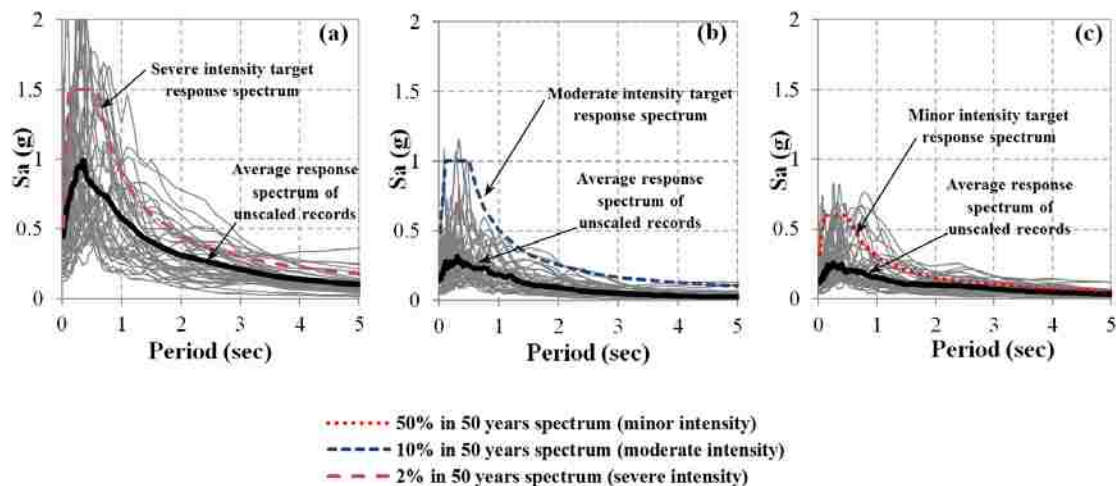 (a)
2
1.5
1
0.5
0
Sa (g)
Severe intensity target
response spectrum
Average response
spectrum of
unscaled records
0 1 2 3 4 5
Period (sec)
(b)
2
1.5
1
0.5
0
Sa (g)
Moderate intensity target
response spectrum
Average response
spectrum of
unscaled records
0 1 2 3 4 5
Period (sec)
(c)
2
1.5
1
0.5
0
Sa (g)
Minor intensity target
response spectrum
Average response
spectrum of
unscaled records
0 1 2 3 4 5
Period (sec)
50% in 50 years spectrum (minor intensity)
10% in 50 years spectrum (moderate intensity)
2% in 50 years spectrum (severe intensity)